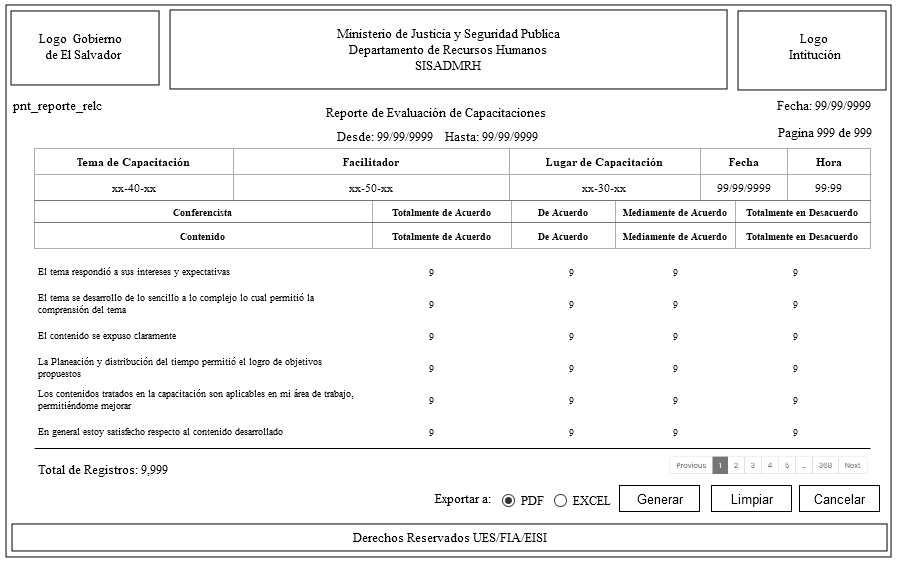 Logo Gobierno
de El Salvador
Ministerio de Justicia y Seguridad Publica
Departamento de Recursos Humanos
SISADMRH
Logo
Intitución
pnt_reporte_relc
Reporte de Evaluación de Capacitaciones
Fecha: 99/99/9999
Desde: 99/99/9999 Hasta: 99/99/9999
Pagina 999 de 999
Tema de Capacitación Facilitador Lugar de Capacitación Fecha Hora
xx-40-xx xx-50-xx xx-30-xx 99/99/9999 99:99
Conferencista Totalmente de Acuerdo De Acuerdo Mediamente de Acuerdo Totalmente en Desacuerdo
Contenido Totalmente de Acuerdo De Acuerdo Mediamente de Acuerdo Totalmente en Desacuerdo
El tema respondió a sus intereses y expectativas 9 9 9 9
El tema se desarrollo de lo sencillo a lo complejo lo cual permitió la
comprensión del tema 9 9 9 9
El contenido se expuso claramente 9 9 9 9
La Planeación y distribución del tiempo permitió el logro de objetivos
propuestos 9 9 9 9
Los contenidos tratados en la capacitación son aplicables en mi área de trabajo,
permitiéndome mejorar 9 9 9 9
En general estoy satisfecho respecto al contenido desarrollado 9 9 9 9
Total de Registros: 9,999
Previous 1 2 3 4 5 ... 368 Next
Exportar a: PDF EXCEL Generar Limpiar Cancelar
Derechos Reservados UES/FIA/EISI